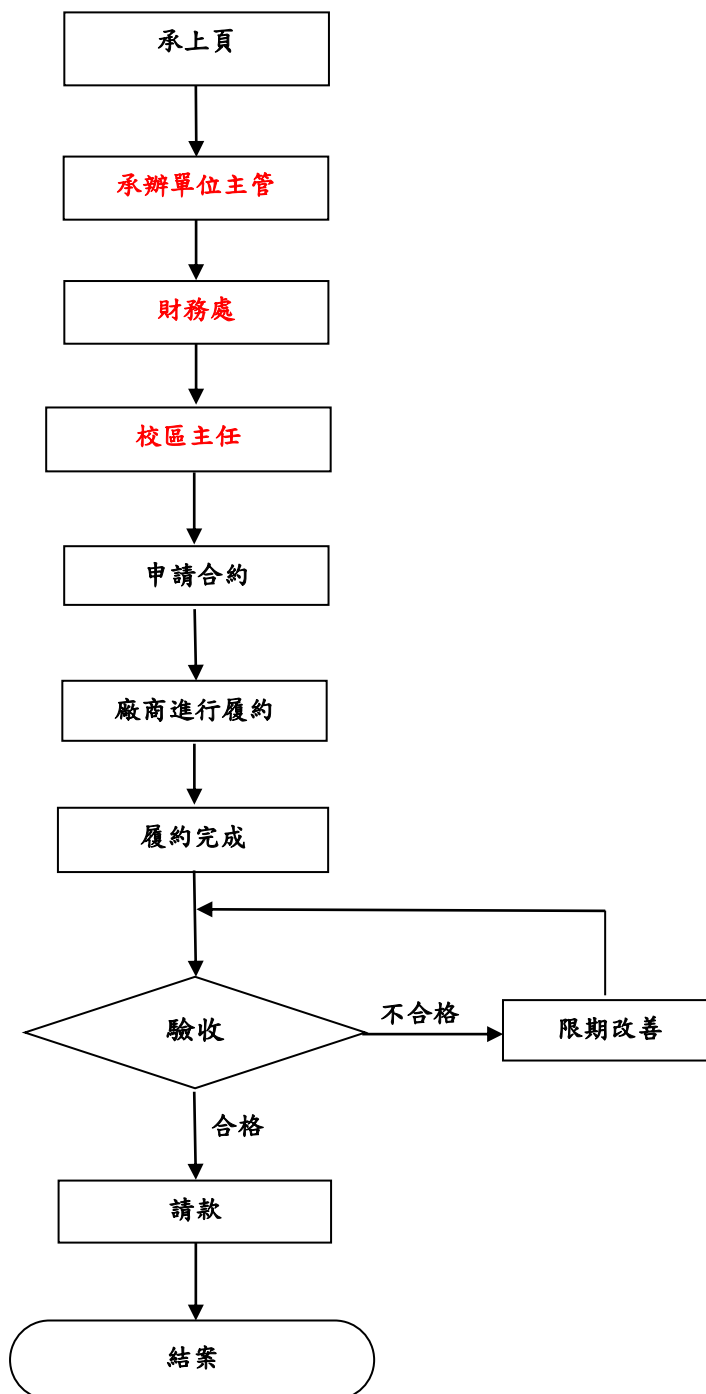 承上頁
承辦單位主管
財務處
校區主任
申請合約
廠商進行履約
履約完成
驗收
不合格
限期改善
合格
請款
結案